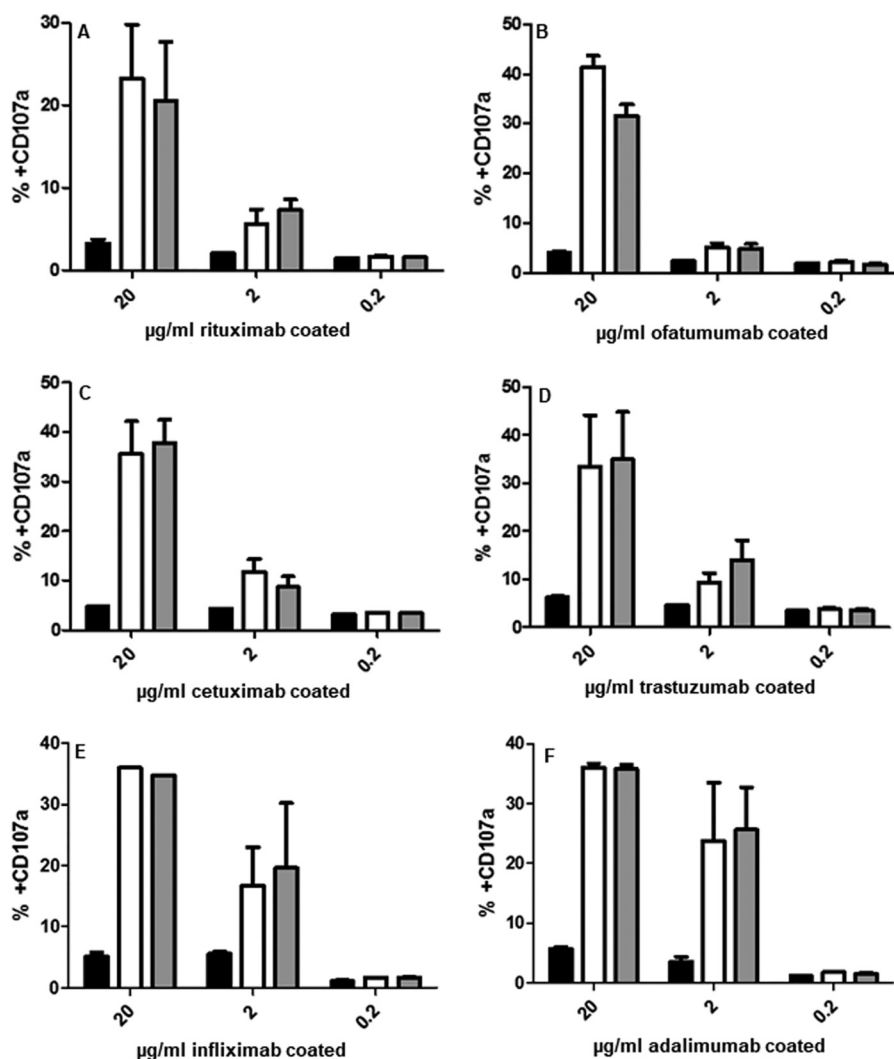 A
30
20
10
0
% +CD107a
20
2
0.2
µg/ml rituximab coated
B
50
40
30
20
10
0
% +CD107a
20
2
0.2
µg/ml ofatumumab coated
C
50
40
30
20
10
0
% +CD107a
20
2
0.2
µg/ml cetuximab coated
D
50
40
30
20
10
0
% +CD107a
20
2
0.2
µg/ml trastuzumab coated
E
40
30
20
10
0
% +CD107a
20
2
0.2
µg/ml infliximab coated
F
40
30
20
10
0
% +CD107a
20
2
0.2
µg/ml adalimumab coated